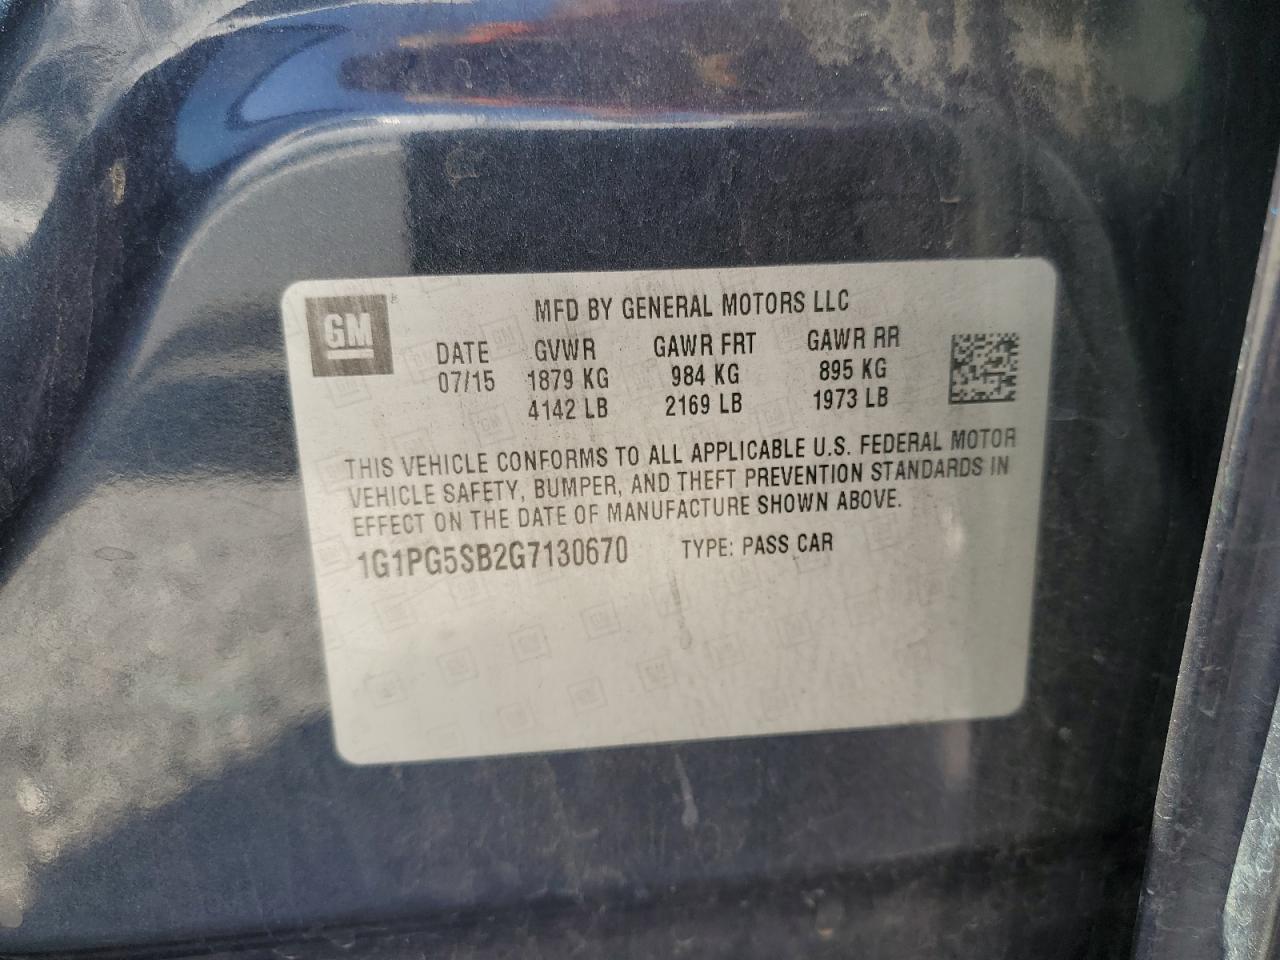 GM
MFD BY GENERAL MOTORS LLC
DATE GVWR GAWR FRT GAWR RR
07/15 1879 KG 984 KG 895 KG
4142 LB 2169 LB 1973 LB
THIS VEHICLE CONFORMS TO ALL APPLICABLE U.S. FEDERAL MOTOR
VEHICLE SAFETY, BUMPER, AND THEFT PREVENTION STANDARDS IN
EFFECT ON THE DATE OF MANUFACTURE SHOWN ABOVE.
1G1PG5SB2G7130670 TYPE: PASS CAR